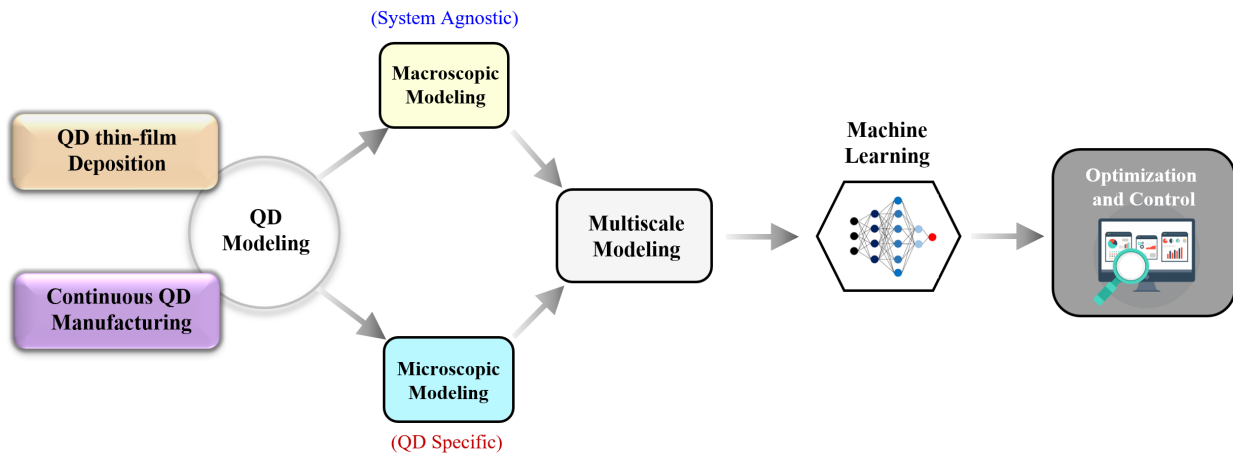 (System Agnostic)
Macroscopic
Modeling
QD thin-film
Deposition
QD
Modeling
Continuous QD
Manufacturing
Microscopic
Modeling
(QD Specific)
Multiscale
Modeling
Machine
Learning
Optimization
and Control